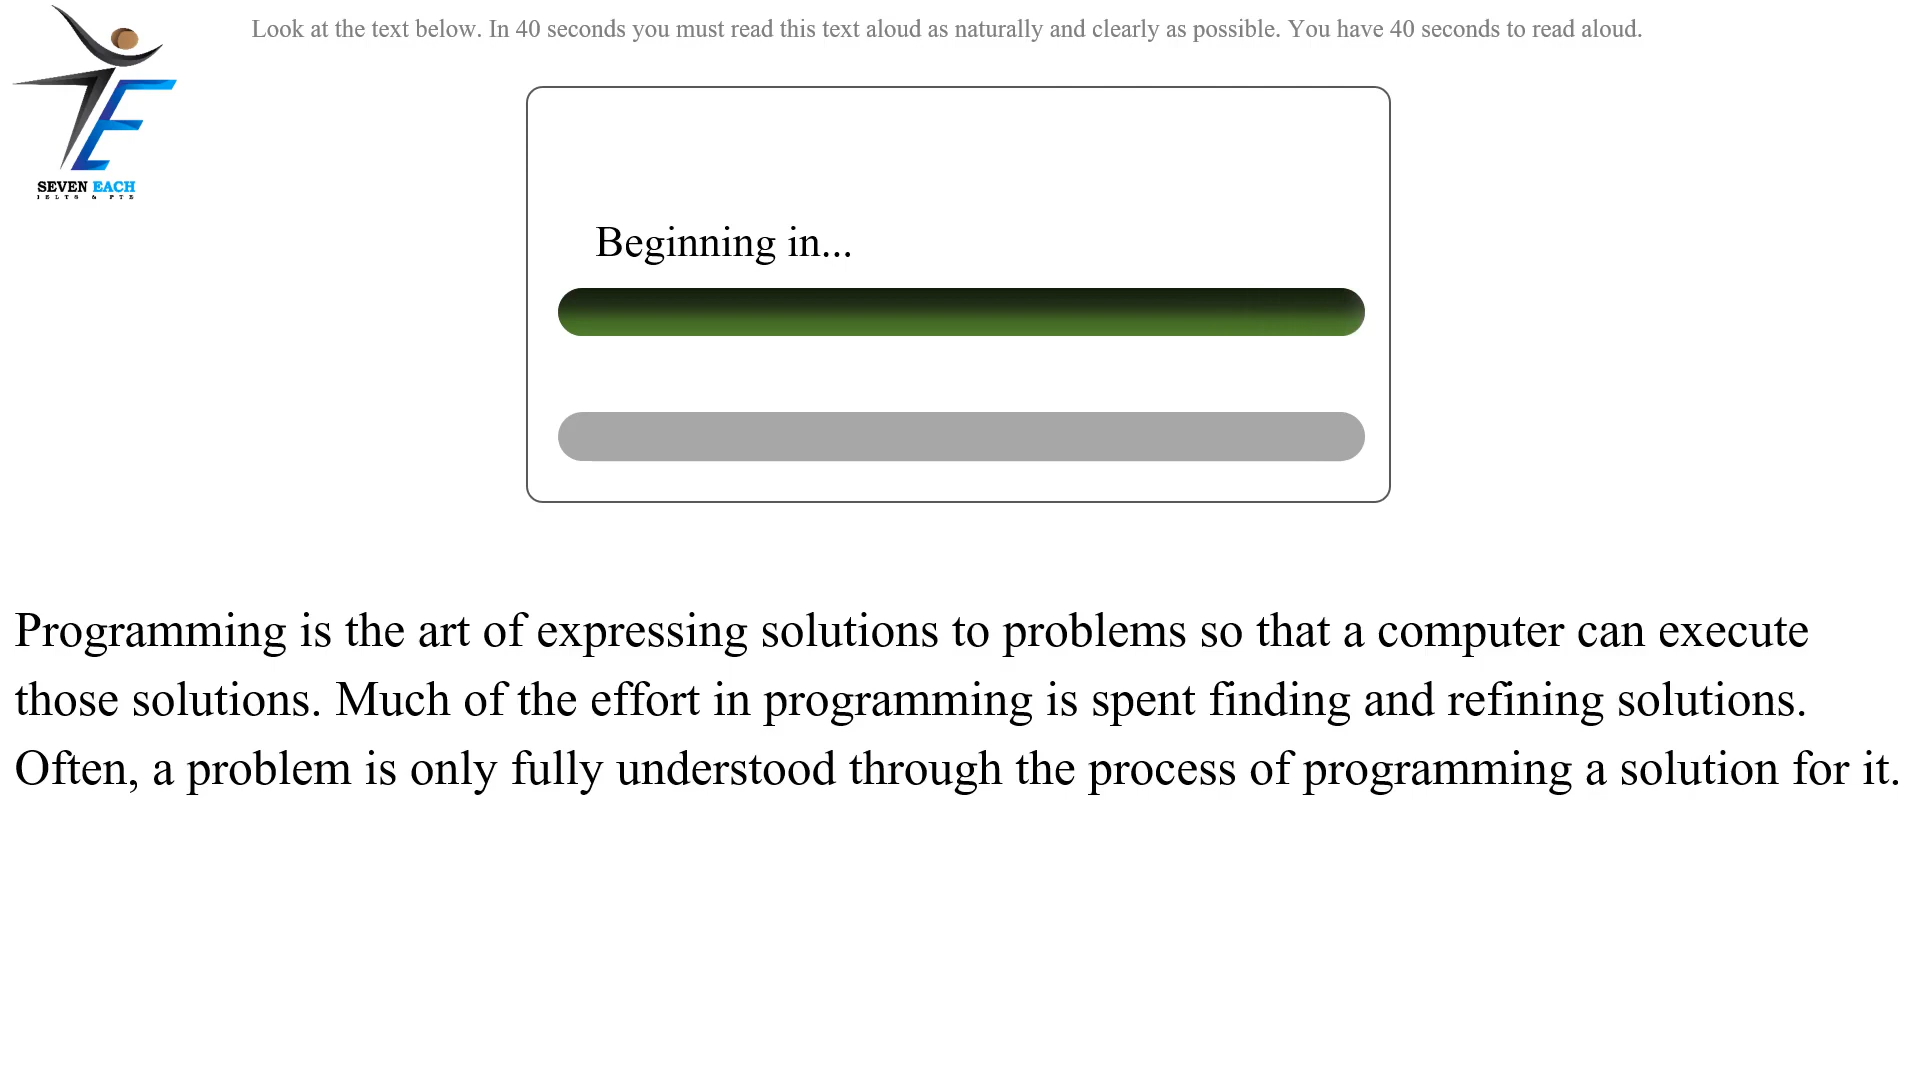 Look at the text below. In 40 seconds you must read this text aloud as naturally and clearly as possible. You have 40 seconds to read aloud.
SEVEN EACH
IELTS & PTE
Beginning in...
Programming is the art of expressing solutions to problems so that a computer can execute
those solutions. Much of the effort in programming is spent finding and refining solutions.
Often, a problem is only fully understood through the process of programming a solution for it.